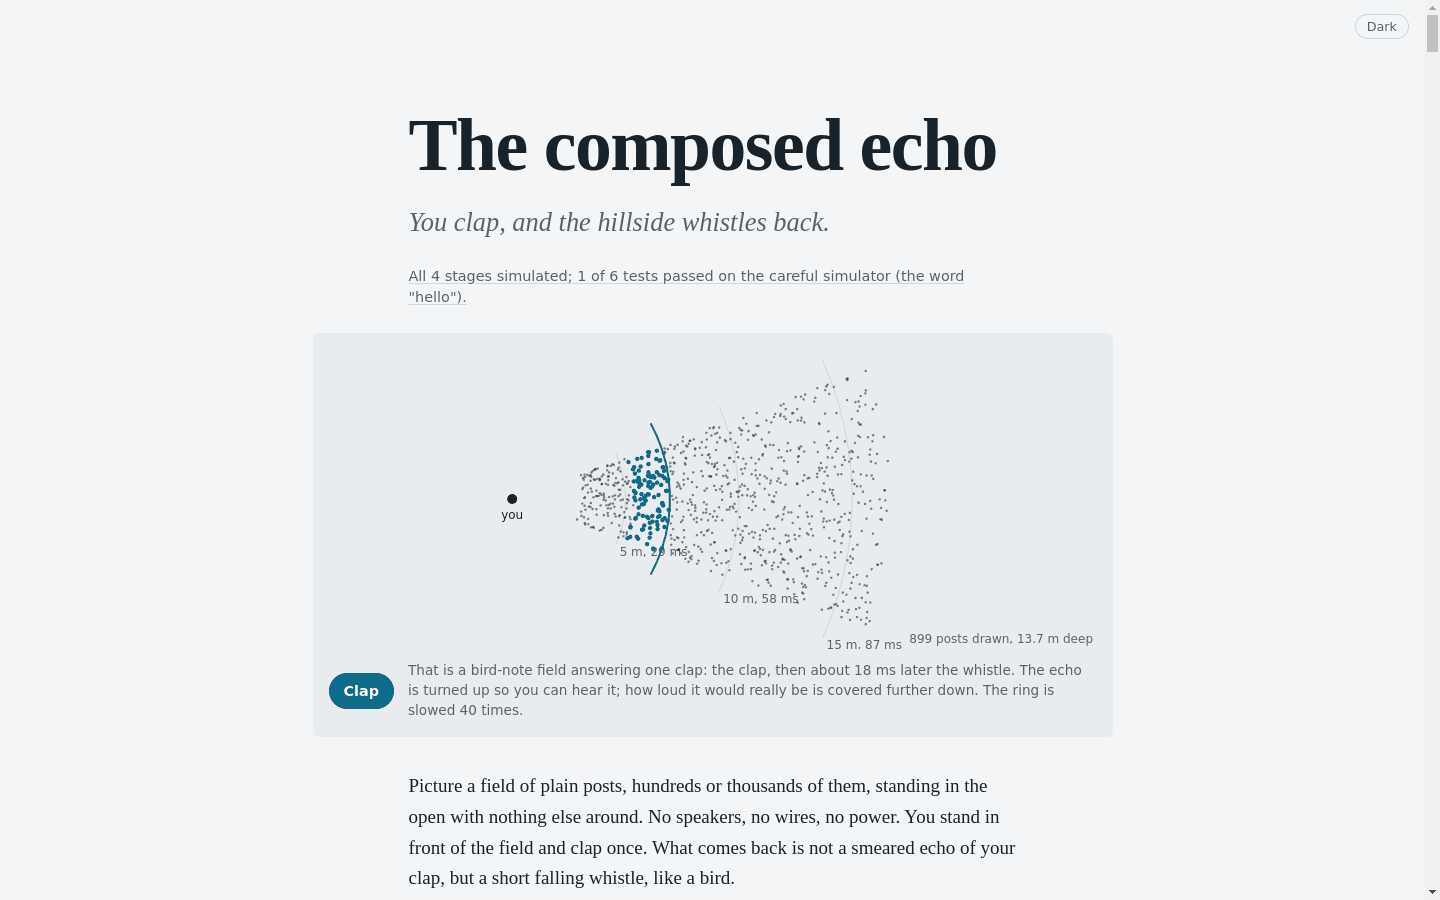 Dark
The composed echo
You clap, and the hillside whistles back.
All 4 stages simulated; 1 of 6 tests passed on the careful simulator (the word
"hello").
you
5 m, 29 ms
10 m, 58 ms
15 m, 87 ms
899 posts drawn, 13.7 m deep
Clap
That is a bird-note field answering one clap: the clap, then about 18 ms later the whistle. The echo
is turned up so you can hear it; how loud it would really be is covered further down. The ring is
slowed 40 times.
Picture a field of plain posts, hundreds or thousands of them, standing in the
open with nothing else around. No speakers, no wires, no power. You stand in
front of the field and clap once. What comes back is not a smeared echo of your
clap, but a short falling whistle, like a bird.